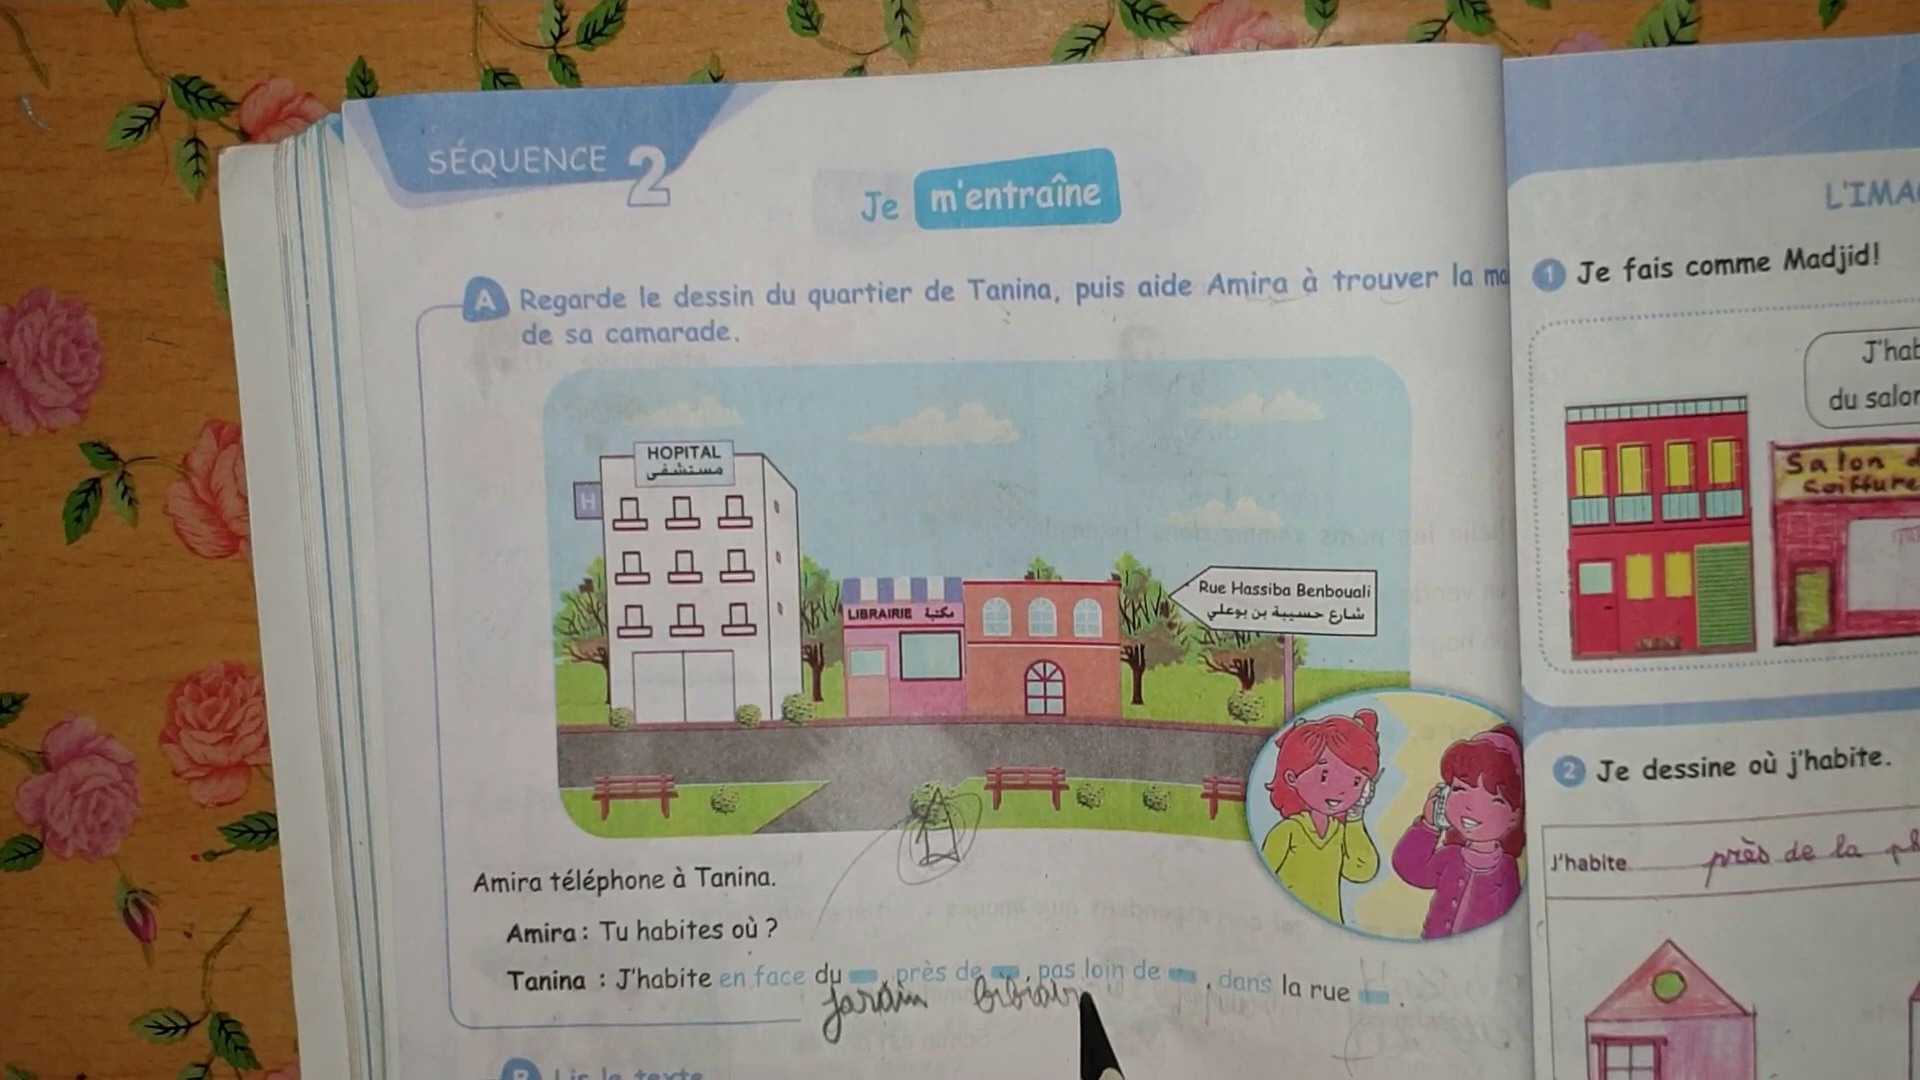 SÉQUENCE 2
Je m'entraîne
A Regarde le dessin du quartier de Tanina, puis aide Amira à trouver la
de sa camarade.
HOPITAL
مستشفى
H
LIBRAIRIE مكتبة
Rue Hassiba Benbouali
شارع حسيبة بن بوعلي
Amira téléphone à Tanina.
Amira : Tu habites où ?
Tanina : J'habite en face du , près de , pas loin de , dans la rue .
Jardin
B Lis le texte
L'IMA
1 Je fais comme Madjid!
J'hab
du salon
Salon d
Coiffure
2 Je dessine où j'habite.
J'habite près de la